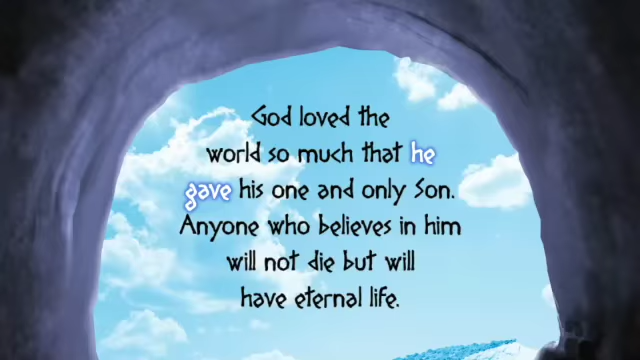 God loved the
world so much that he
gave his one and only Son.
Anyone who believes in him
will not die but will
have eternal life.